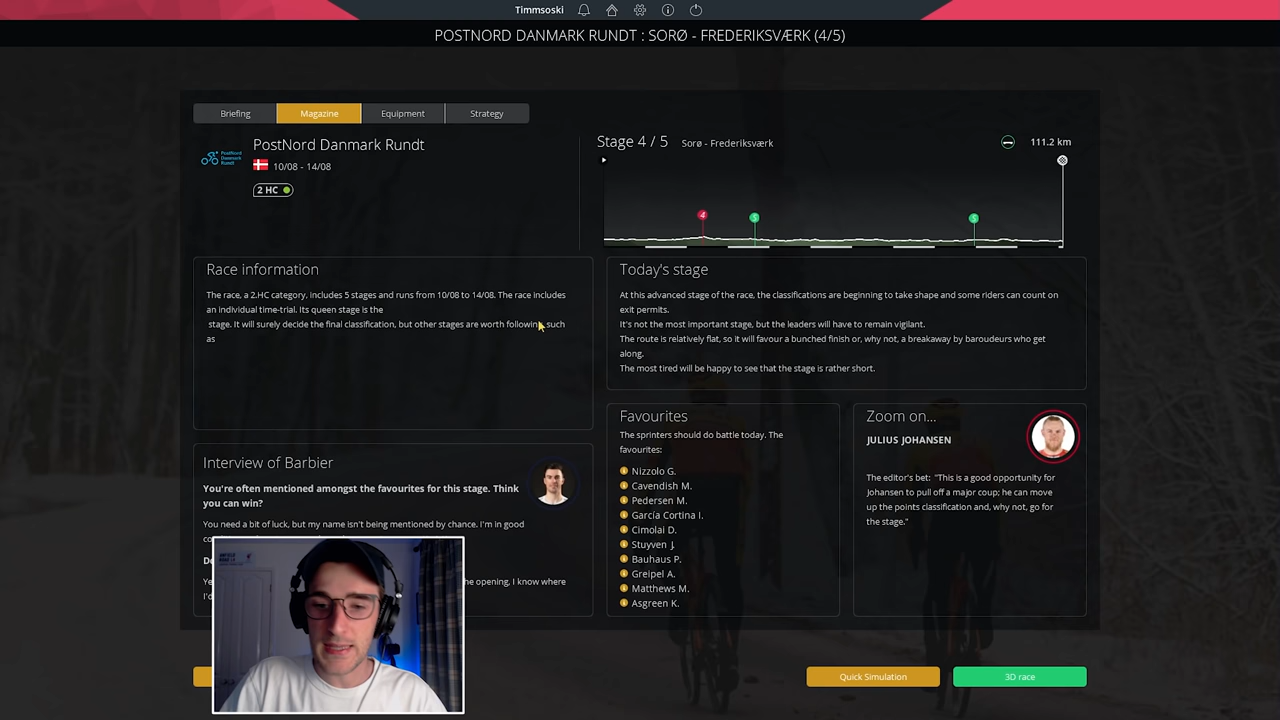 Timmsoski
POSTNORD DANMARK RUNDT : SORØ - FREDERIKSVÆRK (4/5)
Briefing
Magazine
Equipment
Strategy
PostNord Danmark Rundt
PostNord Danmark Rundt
10/08 - 14/08
2 HC
Stage 4 / 5
Sorø - Frederiksværk
111.2 km
4
S
S
Race information
The race, a 2.HC category, includes 5 stages and runs from 10/08 to 14/08. The race includes
an individual time-trial. Its queen stage is the
stage. It will surely decide the final classification, but other stages are worth following, such
as
Today's stage
At this advanced stage of the race, the classifications are beginning to take shape and some riders can count on
exit permits.
It's not the most important stage, but the leaders will have to remain vigilant.
The route is relatively flat, so it will favour a bunched finish or, why not, a breakaway by baroudeurs who get
along.
The most tired will be happy to see that the stage is rather short.
Interview of Barbier
You're often mentioned amongst the favourites for this stage. Think
you can win?
You need a bit of luck, but my name isn't being mentioned by chance. I'm in good
he opening, I know where
Favourites
The sprinters should do battle today. The
favourites:
Nizzolo G.
Cavendish M.
Pedersen M.
García Cortina I.
Cimolai D.
Stuyven J.
Bauhaus P.
Greipel A.
Matthews M.
Asgreen K.
Zoom on...
JULIUS JOHANSEN
The editor's bet: "This is a good opportunity for
Johansen to pull off a major coup; he can move
up the points classification and, why not, go for
the stage."
Quick Simulation
3D race